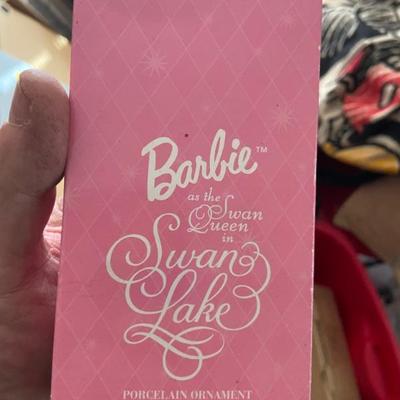 Barbie™
as the Swan
Queen
in
Swan
Lake
PORCELAIN ORNAMENT